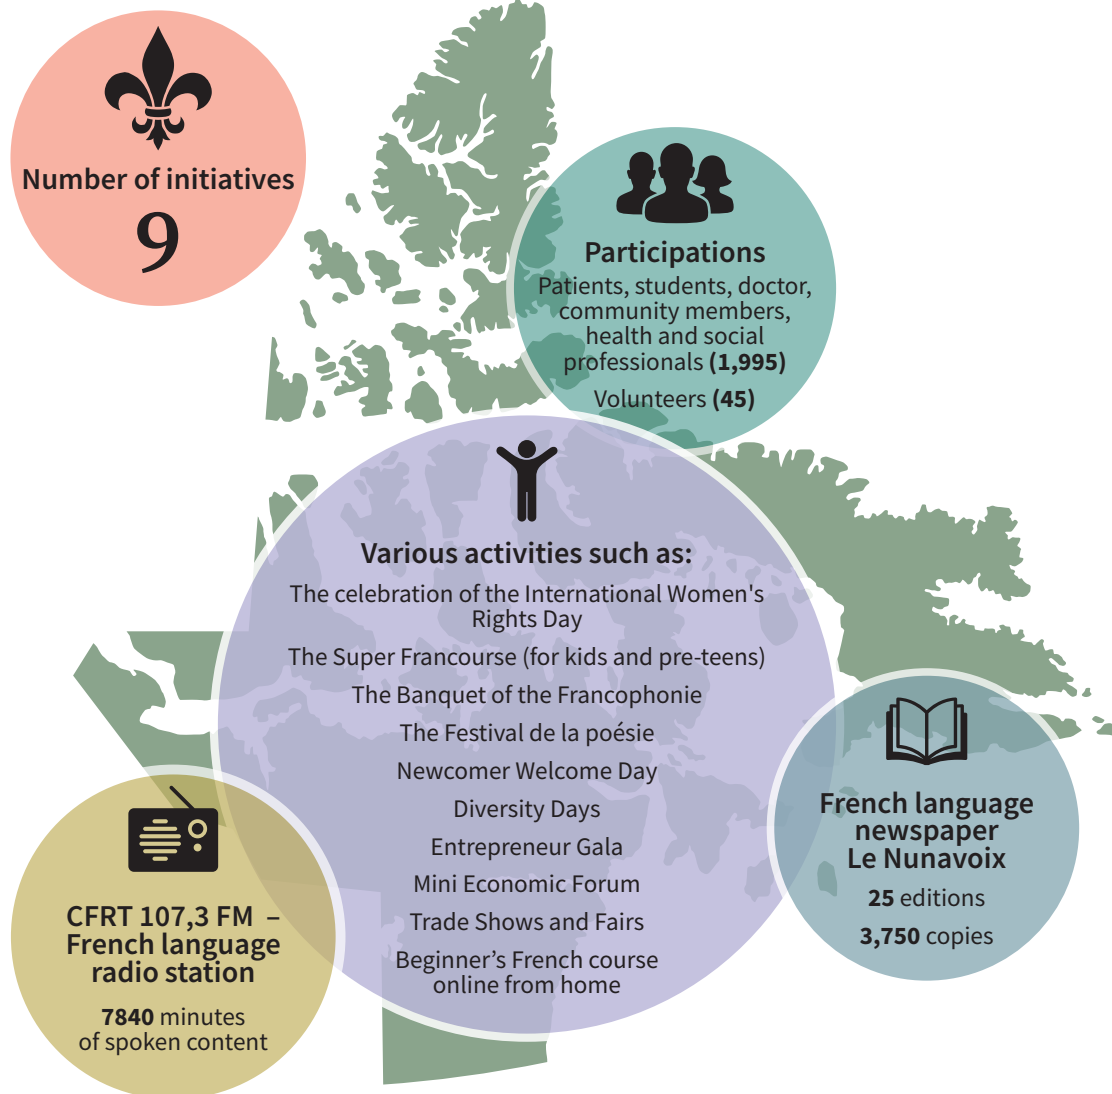 Number of initiatives
9
Participations
Patients, students, doctor,
community members,
health and social
professionals (1,995)
Volunteers (45)
Various activities such as:
The celebration of the International Women's
Rights Day
The Super Francourse (for kids and pre-teens)
The Banquet of the Francophonie
The Festival de la poésie
Newcomer Welcome Day
Diversity Days
Entrepreneur Gala
Mini Economic Forum
Trade Shows and Fairs
Beginner’s French course
online from home
French language
newspaper
Le Nunavoix
25 editions
3,750 copies
CFRT 107,3 FM –
French language
radio station
7840 minutes
of spoken content